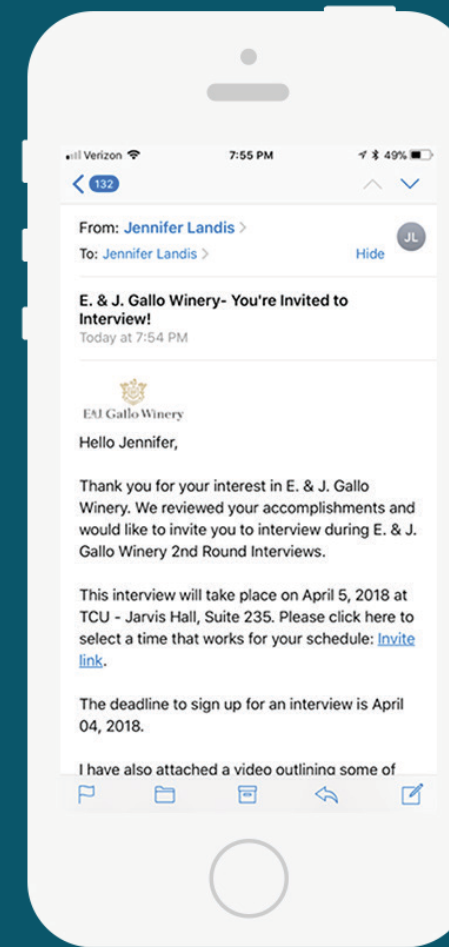 Verizon 7:55 PM 49%
132
From: Jennifer Landis
JL
To: Jennifer Landis Hide
E. & J. Gallo Winery- You're Invited to
Interview!
Today at 7:54 PM
E&J Gallo Winery
Hello Jennifer,
Thank you for your interest in E. & J. Gallo
Winery. We reviewed your accomplishments and
would like to invite you to interview during E. & J.
Gallo Winery 2nd Round Interviews.
This interview will take place on April 5, 2018 at
TCU - Jarvis Hall, Suite 235. Please click here to
select a time that works for your schedule: Invite
link.
The deadline to sign up for an interview is April
04, 2018.
I have also attached a video outlining some of